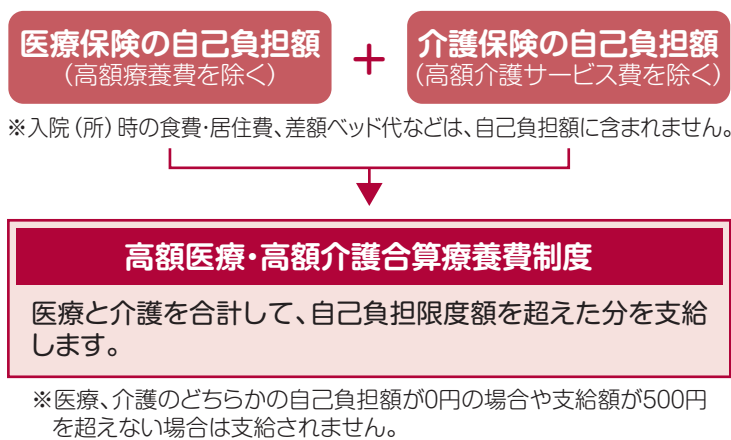 医療保険の自己負担額
(高額療養費を除く)
+
介護保険の自己負担額
(高額介護サービス費を除く)
※入院(所)時の食費・居住費、差額ベッド代などは、自己負担額に含まれません。
高額医療・高額介護合算療養費制度
医療と介護を合計して、自己負担限度額を超えた分を支給
します。
※医療、介護のどちらかの自己負担額が0円の場合や支給額が500円
を超えない場合は支給されません。